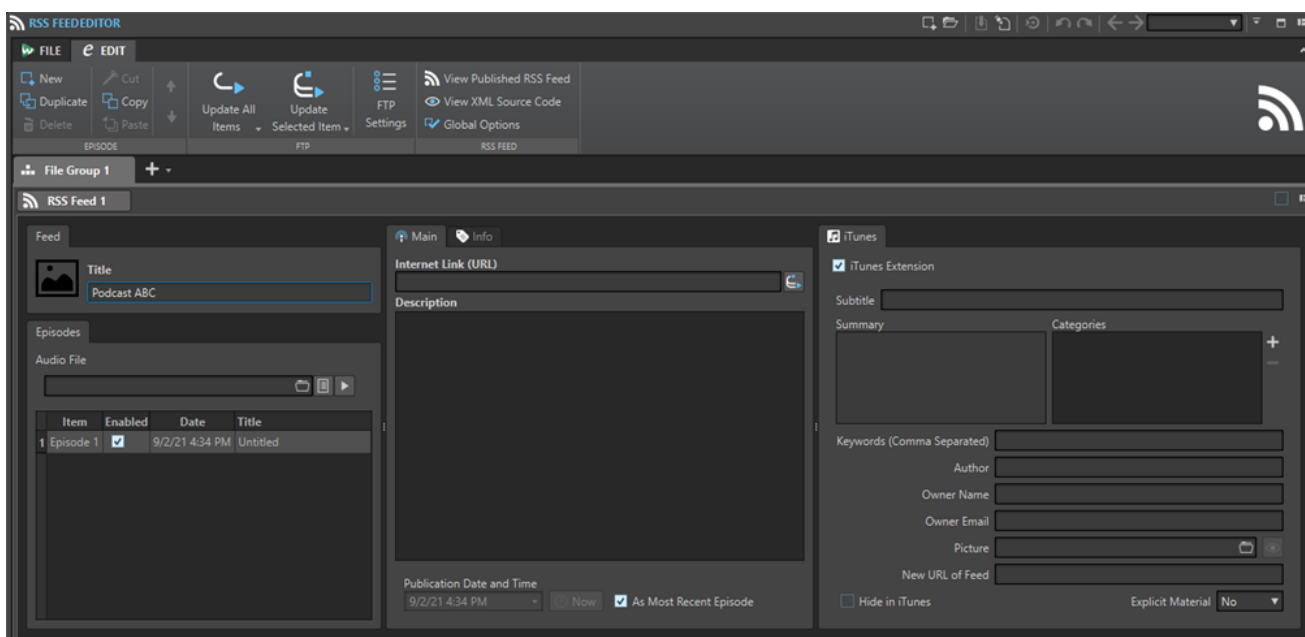 RSS FEEDEDITOR
FILE
EDIT
New
Cut
Duplicate
Copy
Delete
Paste
EPISODE
Update All
Items
Update
Selected Item
FTP
Settings
FTP
View Published RSS Feed
View XML Source Code
Global Options
RSS FEED
File Group 1
RSS Feed 1
Feed
Title
Podcast ABC
Episodes
Audio File
Item Enabled Date Title
1 Episode 1 9/2/21 4:34 PM Untitled
Main
Info
Internet Link (URL)
Description
Publication Date and Time
9/2/21 4:34 PM Now As Most Recent Episode
iTunes
iTunes Extension
Subtitle
Summary
Categories
Keywords (Comma Separated)
Author
Owner Name
Owner Email
Picture
New URL of Feed
Hide in iTunes
Explicit Material No